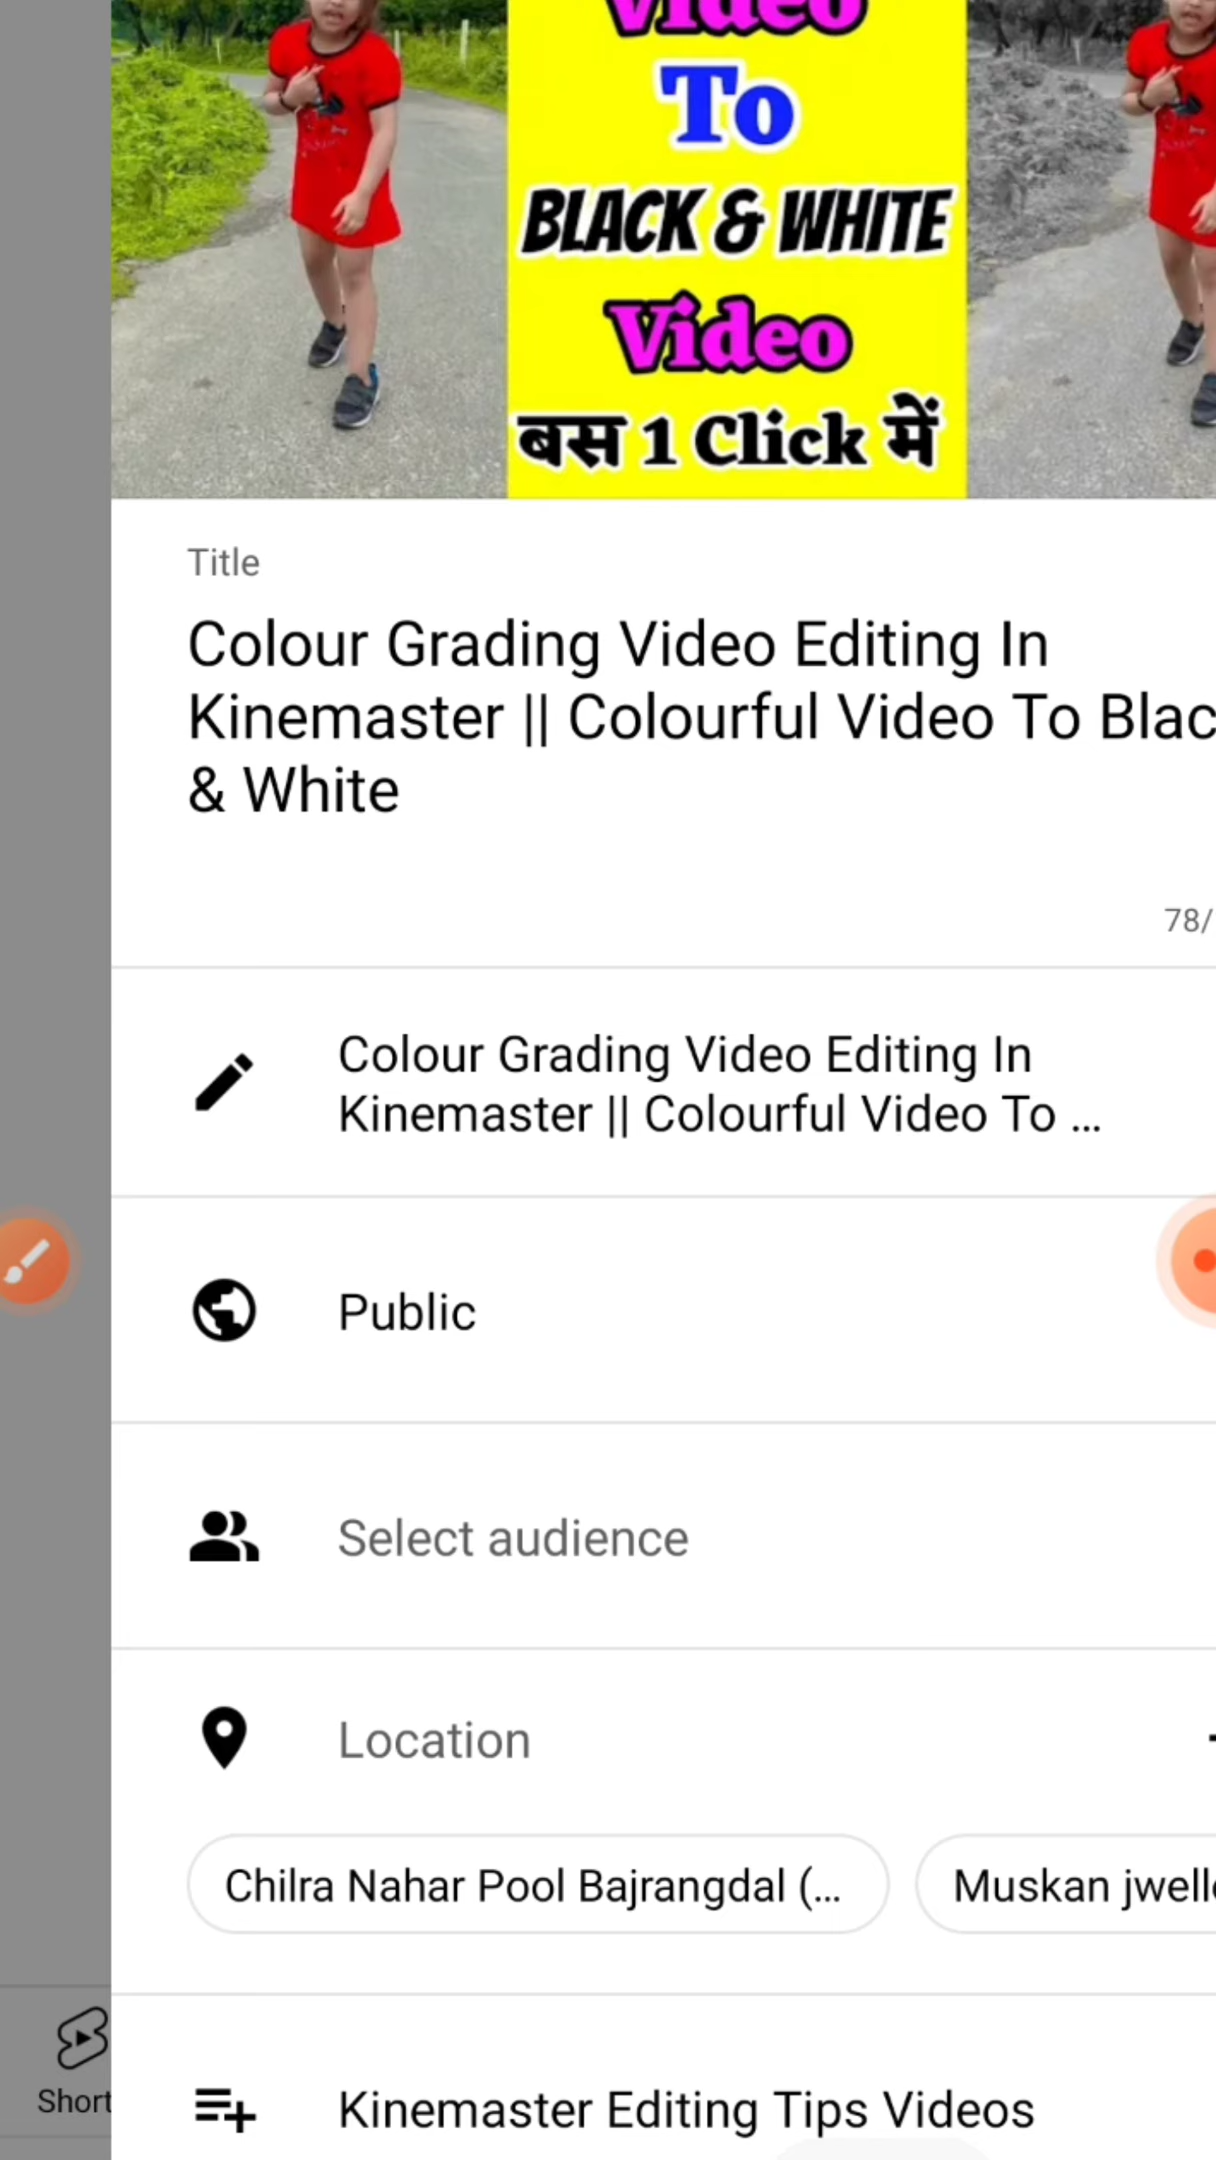 Video
To
BLACK & WHITE
Video
बस 1 Click में
Title
Colour Grading Video Editing In
Kinemaster || Colourful Video To Blac
& White
78/
Colour Grading Video Editing In
Kinemaster || Colourful Video To ...
Public
Select audience
Location
Chilra Nahar Pool Bajrangdal (...
Muskan jwell
Short
Kinemaster Editing Tips Videos